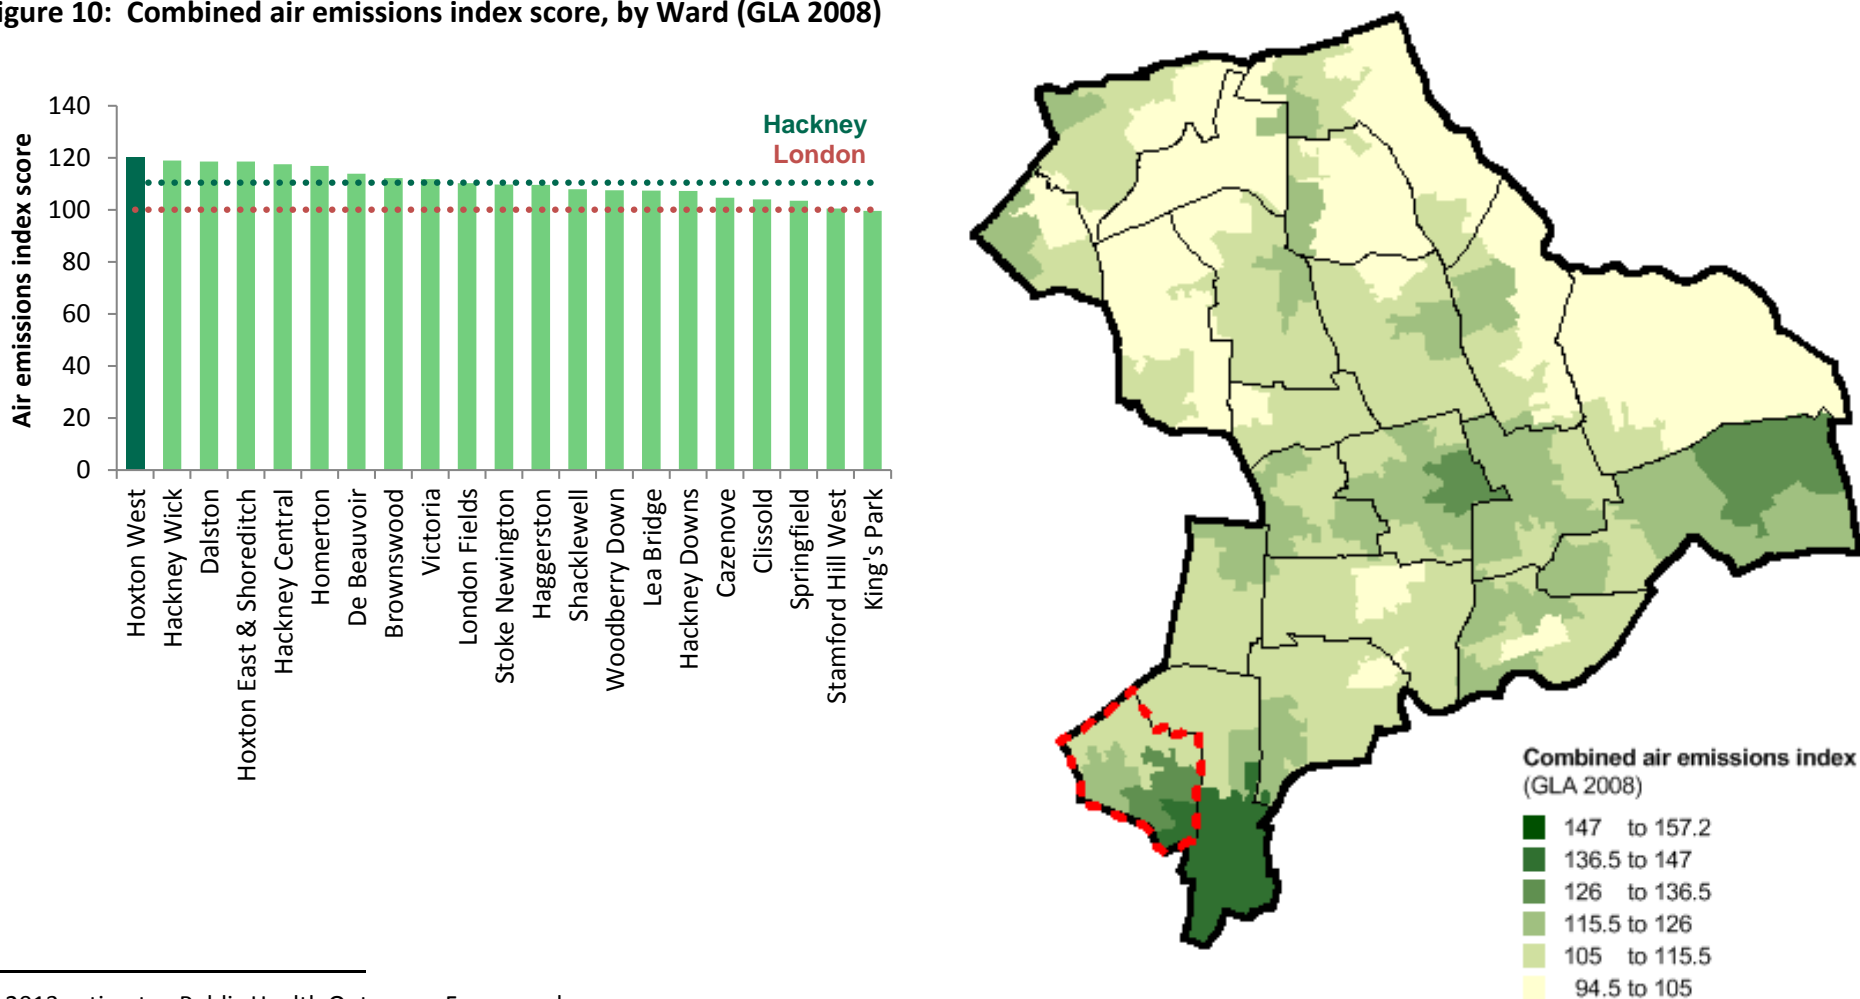 igure 10: Combined air emissions index score, by Ward (GLA 2008)
Air emissions index score
140
120
100
80
60
40
20
0
Hackney
London
Hoxton West
Hackney Wick
Dalston
Hoxton East & Shoreditch
Hackney Central
Homerton
De Beauvoir
Brownswood
Victoria
London Fields
Stoke Newington
Haggerston
Shacklewell
Woodberry Down
Lea Bridge
Hackney Downs
Cazenove
Clissold
Springfield
Stamford Hill West
King's Park
Combined air emissions index
(GLA 2008)
147 to 157.2
136.5 to 147
126 to 136.5
115.5 to 126
105 to 115.5
94.5 to 105